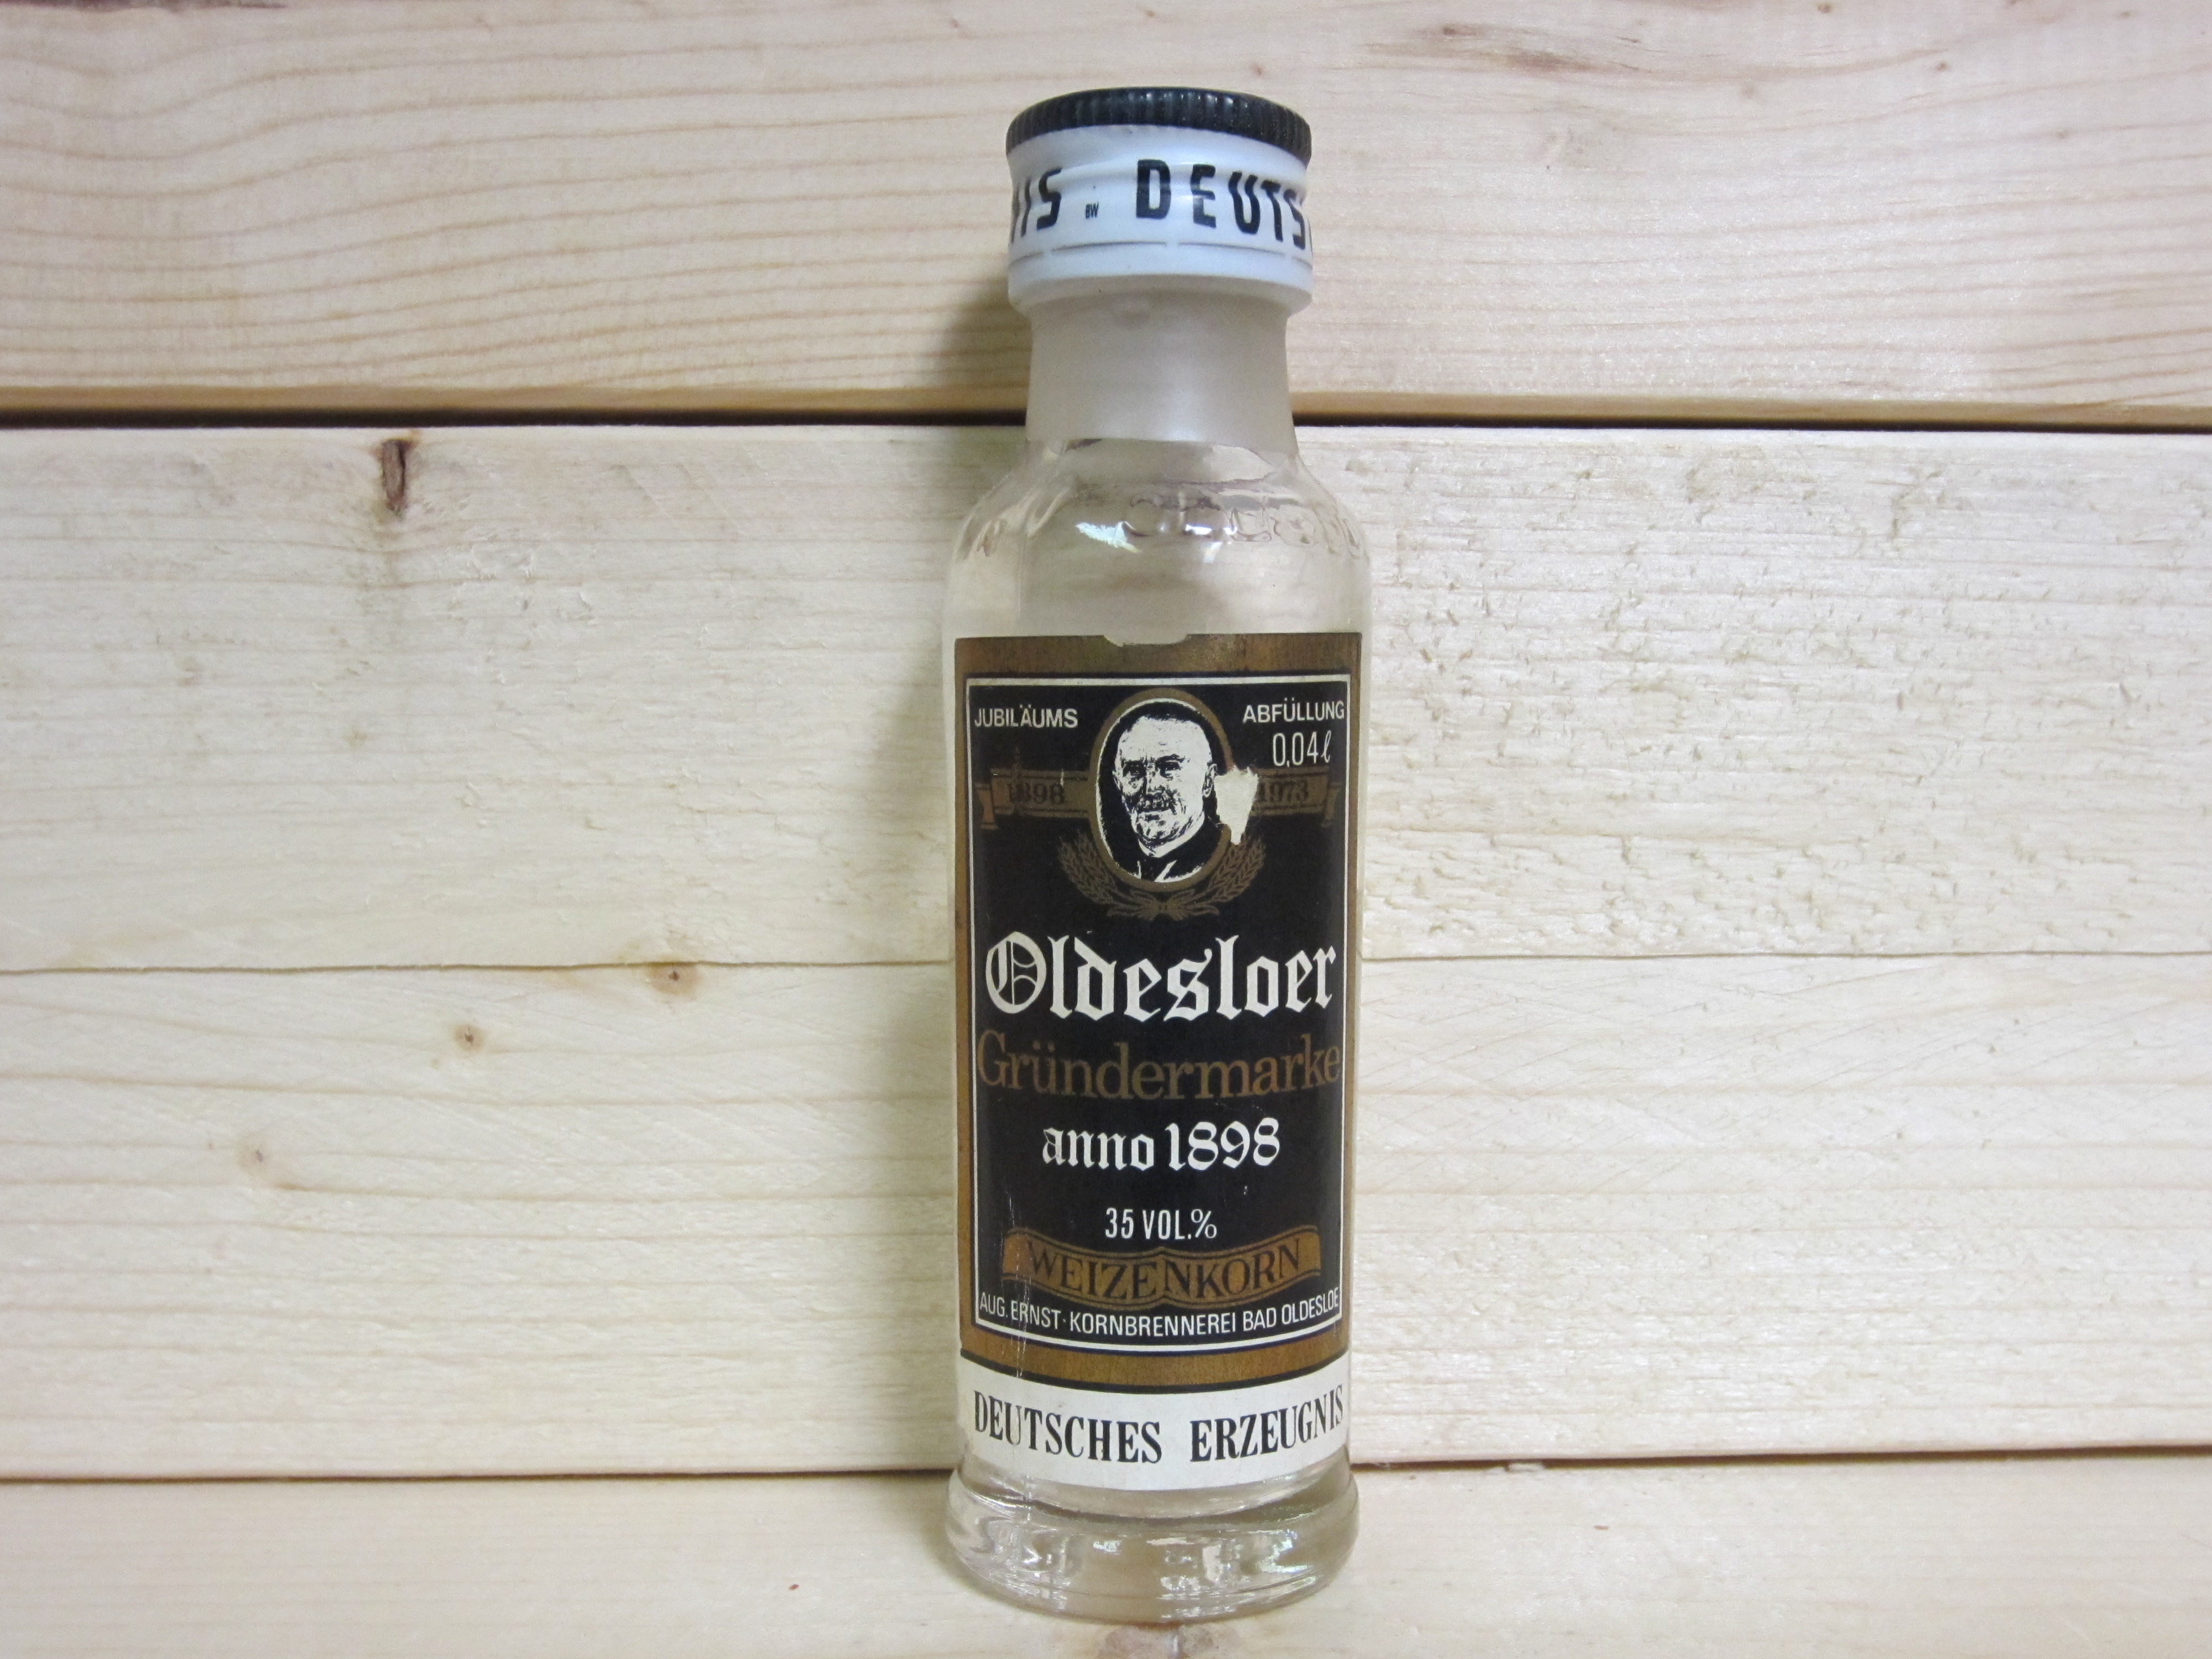 DEUTS
BW
JUBILÄUMS ABFÜLLUNG
0,04ℓ
1898 1973
Oldesloer
Gründermarke
anno 1898
35 VOL.%
WEIZENKORN
AUG. ERNST · KORNBRENNEREI BAD OLDESLOE
DEUTSCHES ERZEUGNIS